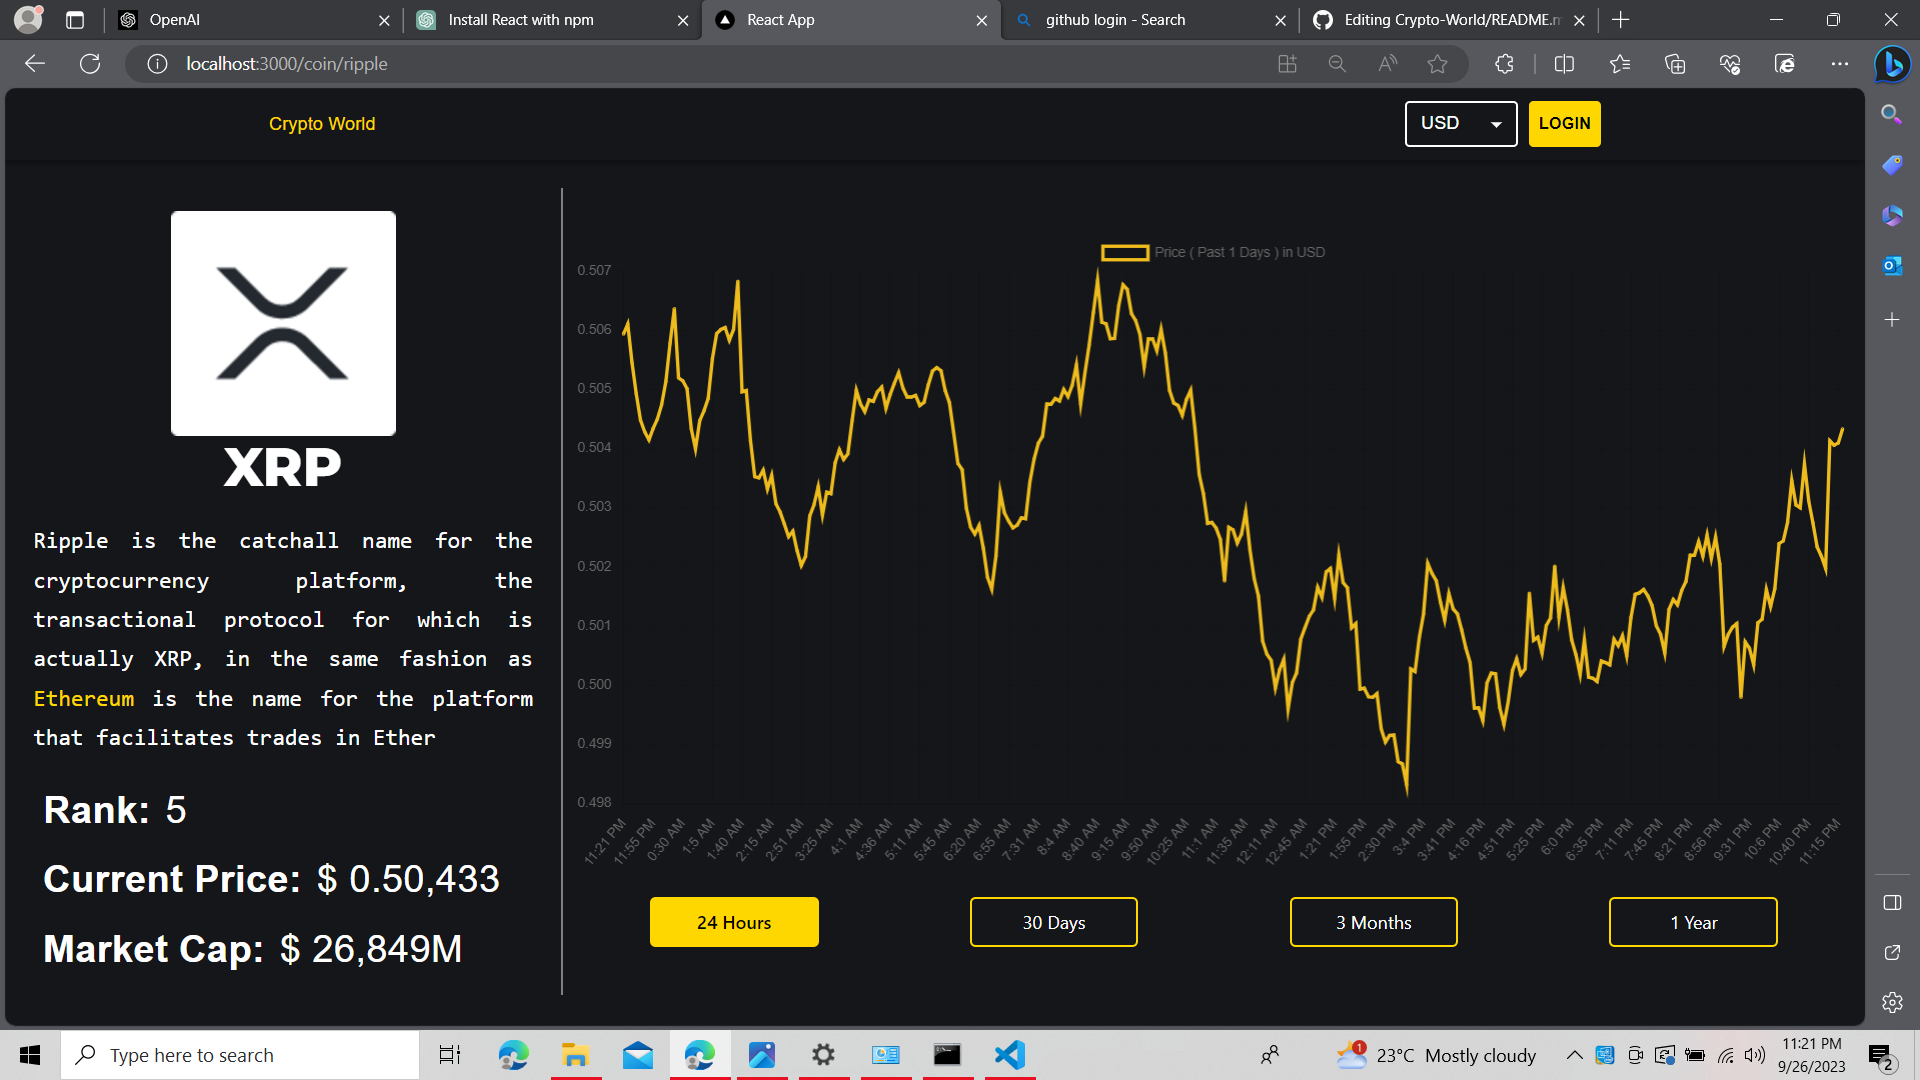 OpenAI
Install React with npm
React App
github login - Search
Editing Crypto-World/README.m
localhost:3000/coin/ripple
Crypto World
USD
LOGIN
XRP
Ripple is the catchall name for the
cryptocurrency platform, the
transactional protocol for which is
actually XRP, in the same fashion as
Ethereum is the name for the platform
that facilitates trades in Ether
Rank: 5
Current Price: $ 0.50,433
Market Cap: $ 26,849M
Price ( Past 1 Days ) in USD
0.507
0.506
0.505
0.504
0.503
0.502
0.501
0.500
0.499
0.498
11:21 PM
11:55 PM
0:30 AM
1:5 AM
1:40 AM
2:15 AM
2:51 AM
3:25 AM
4:1 AM
4:36 AM
5:11 AM
5:45 AM
6:20 AM
6:55 AM
7:31 AM
8:4 AM
8:40 AM
9:15 AM
9:50 AM
10:25 AM
11:1 AM
11:35 AM
12:11 PM
12:45 PM
1:21 PM
1:55 PM
2:30 PM
3:4 PM
3:41 PM
4:16 PM
4:51 PM
5:25 PM
6:0 PM
6:35 PM
7:11 PM
7:45 PM
8:21 PM
8:56 PM
9:31 PM
10:6 PM
10:40 PM
11:15 PM
24 Hours
30 Days
3 Months
1 Year
Type here to search
1
23°C Mostly cloudy
11:21 PM
9/26/2023
2